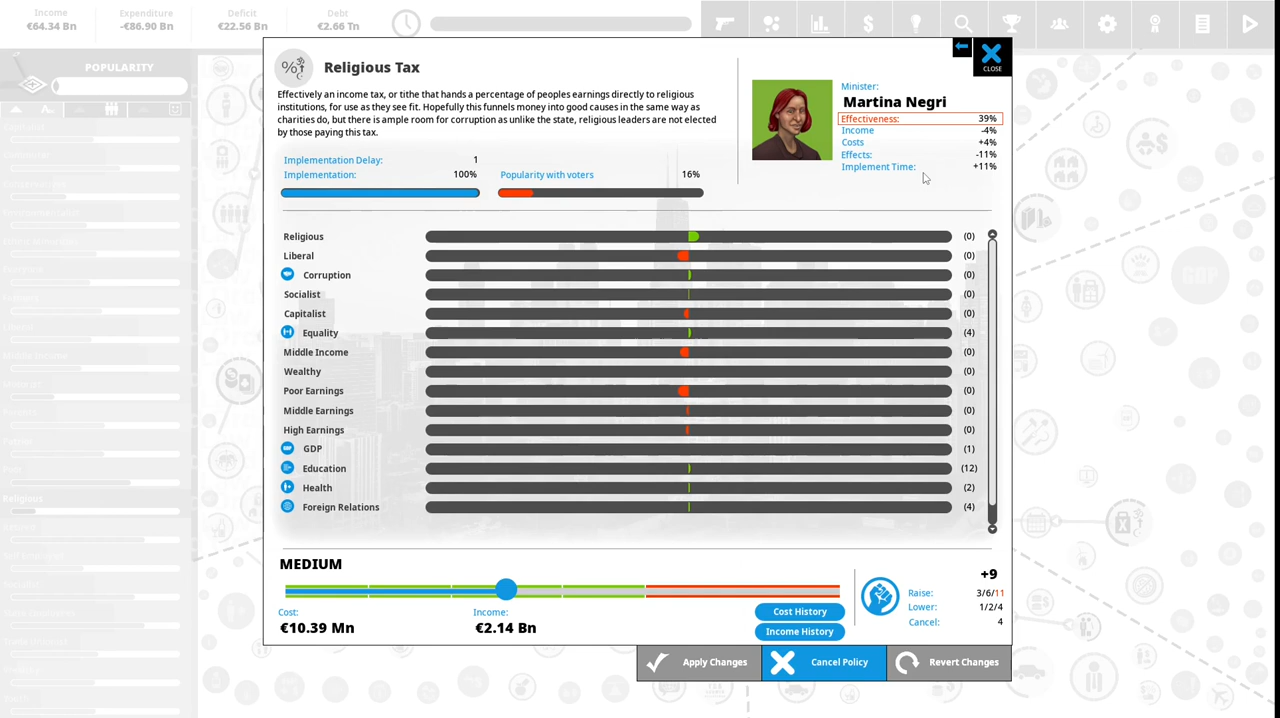 Income
Expenditure
Deficit
Debt
€64.34 Bn
-€86.90 Bn
€22.56 Bn
€2.66 Tn
POPULARITY
Religious Tax
CLOSE
Effectively an income tax, or tithe that hands a percentage of peoples earnings directly to religious
institutions, for use as they see fit. Hopefully this funnels money into good causes in the same way as
charities do, but there is ample room for corruption as unlike the state, religious leaders are not elected
by those paying this tax.
Minister:
Martina Negri
Effectiveness: 39%
Income -4%
Costs +4%
Effects: -11%
Implement Time: +11%
Implementation Delay: 1
Implementation: 100%
Popularity with voters 16%
Religious (0)
Liberal (0)
Corruption (0)
Socialist (0)
Capitalist (0)
Equality (4)
Middle Income (0)
Wealthy (0)
Poor Earnings (0)
Middle Earnings (0)
High Earnings (0)
GDP (1)
Education (12)
Health (2)
Foreign Relations (4)
MEDIUM
Cost:
€10.39 Mn
Income:
€2.14 Bn
Cost History
Income History
+9
Raise: 3/6/11
Lower: 1/2/4
Cancel: 4
Apply Changes
Cancel Policy
Revert Changes
Religious
GDP